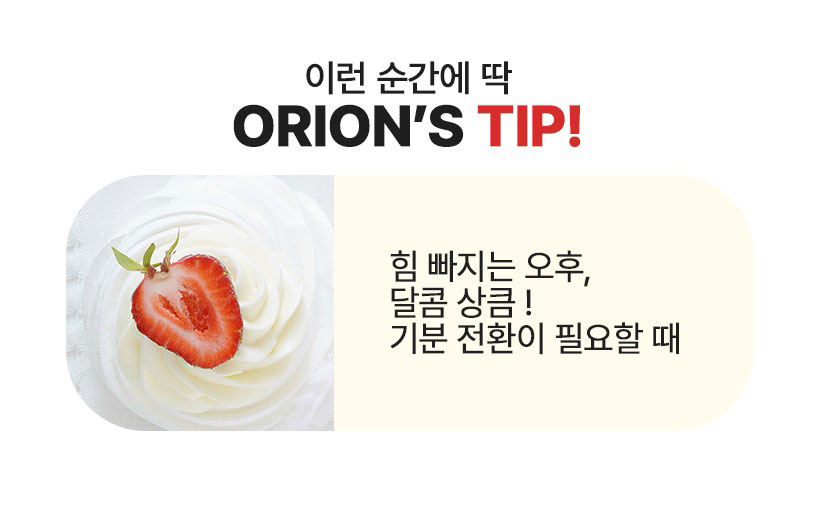 이런 순간에 딱
ORION’S TIP!
힘 빠지는 오후,
달콤 상큼 !
기분 전환이 필요할 때